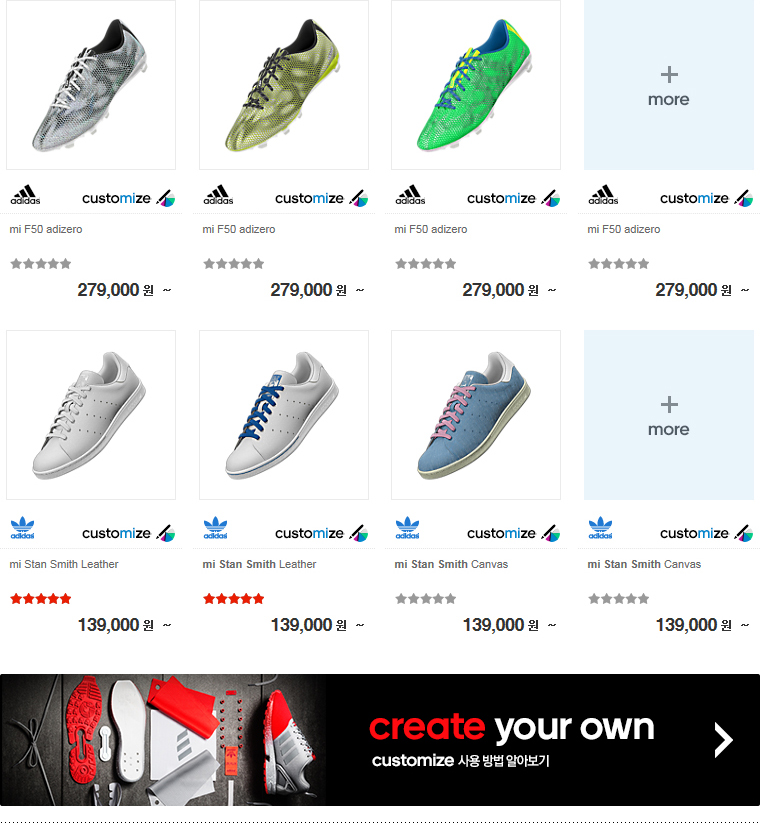 +
more
adidas customize
adidas customize
adidas customize
adidas customize
mi F50 adizero
mi F50 adizero
mi F50 adizero
mi F50 adizero
279,000 원 ~
279,000 원 ~
279,000 원 ~
279,000 원 ~
+
more
adidas customize
adidas customize
adidas customize
adidas customize
mi Stan Smith Leather
mi Stan Smith Leather
mi Stan Smith Canvas
mi Stan Smith Canvas
139,000 원 ~
139,000 원 ~
139,000 원 ~
139,000 원 ~
create your own
customize 사용 방법 알아보기